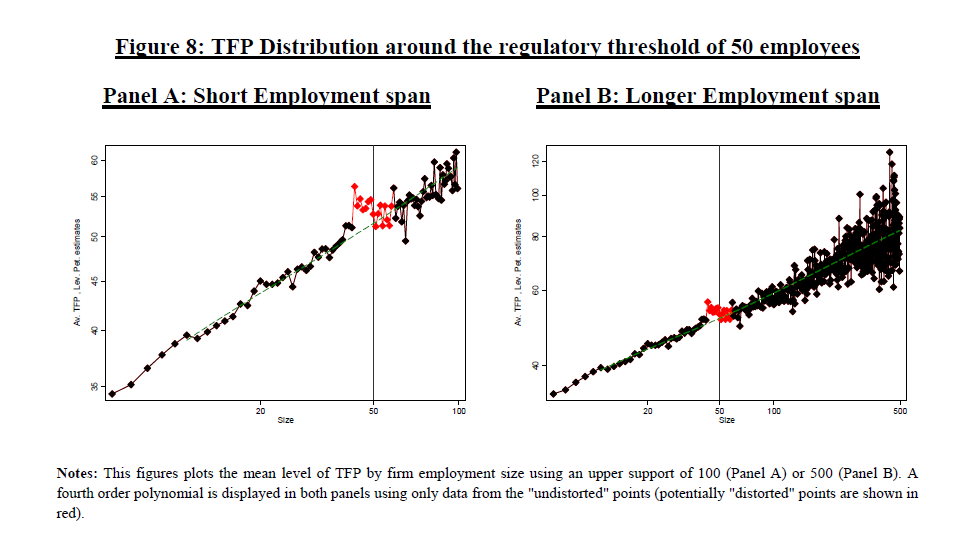 Figure 8: TFP Distribution around the regulatory threshold of 50 employees
Panel A: Short Employment span
Panel B: Longer Employment span
Av. TFP , Lev. Pet. estimates
60
55
50
45
40
35
20
50
100
Size
Av. TFP , Lev. Pet. estimates
120
100
80
60
40
20
50
100
500
Size
Notes: This figures plots the mean level of TFP by firm employment size using an upper support of 100 (Panel A) or 500 (Panel B). A
fourth order polynomial is displayed in both panels using only data from the "undistorted" points (potentially "distorted" points are shown in
red).